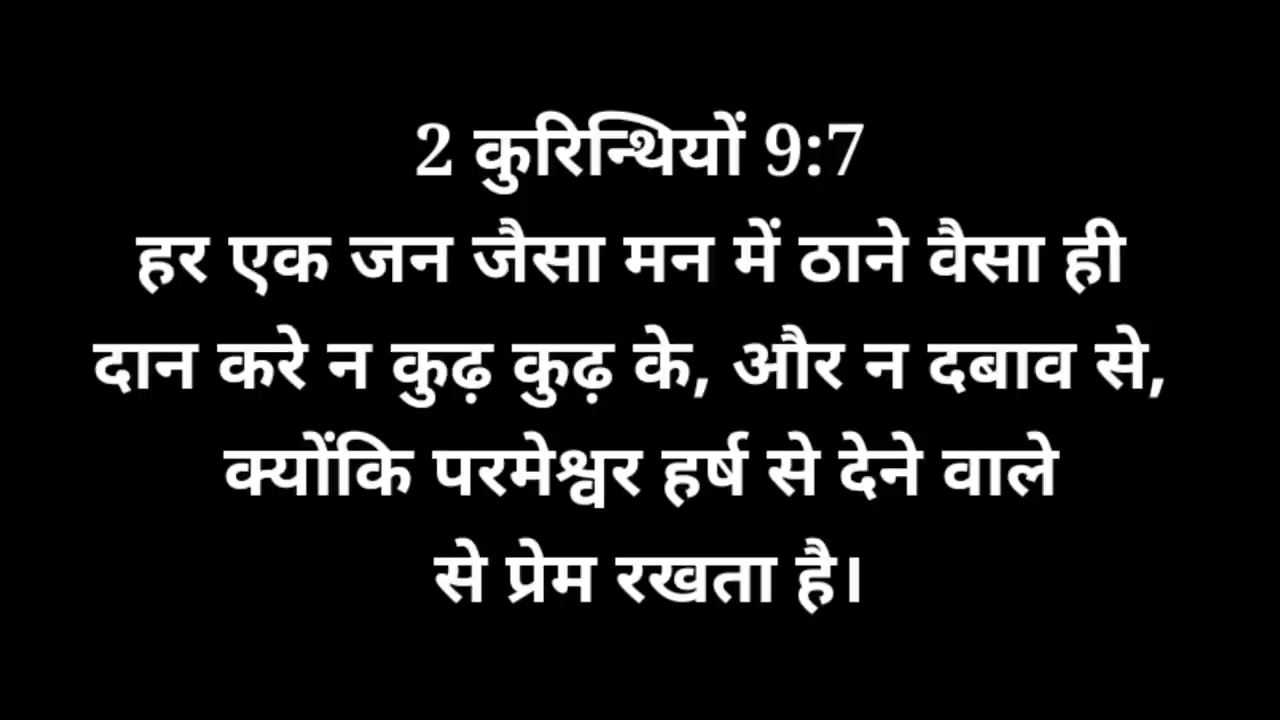 2 कुरिन्थियों 9:7
हर एक जन जैसा मन में ठाने वैसा ही
दान करे न कुढ़ कुढ़ के, और न दबाव से,
क्योंकि परमेश्वर हर्ष से देने वाले
से प्रेम रखता है।